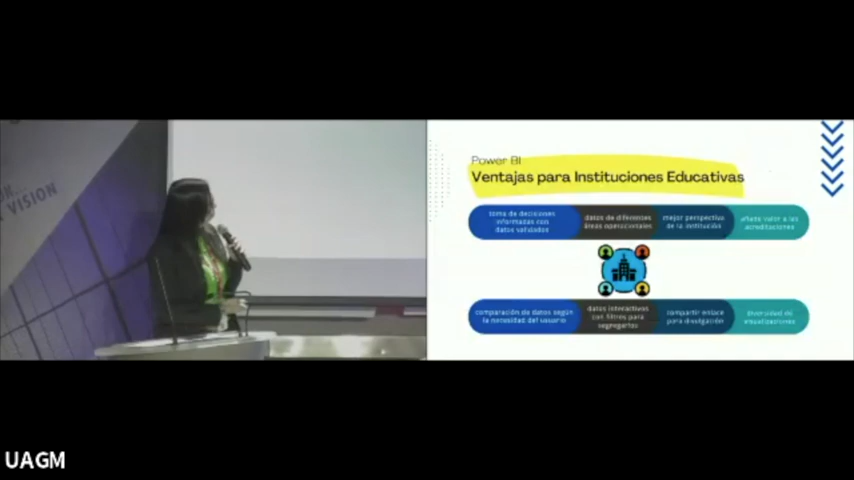 VISION
Power BI
Ventajas para Instituciones Educativas
toma de decisiones
informadas con
datos validados
datos de diferentes
áreas operacionales
mejor perspectiva
de la institución
añade valor a las
acreditaciones
comparación de datos según
la necesidad del usuario
datos interactivos
con filtros para
segregarlos
compartir enlace
para divulgación
diversidad de
visualizaciones
UAGM